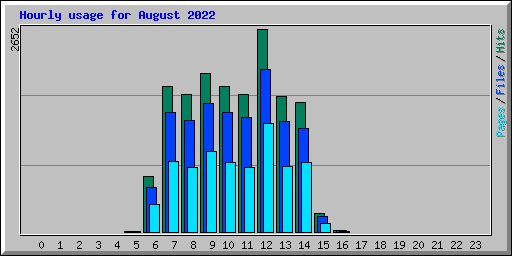 Hourly usage for August 2022
2652
Pages / Files / Hits
0 1 2 3 4 5 6 7 8 9 10 11 12 13 14 15 16 17 18 19 20 21 22 23